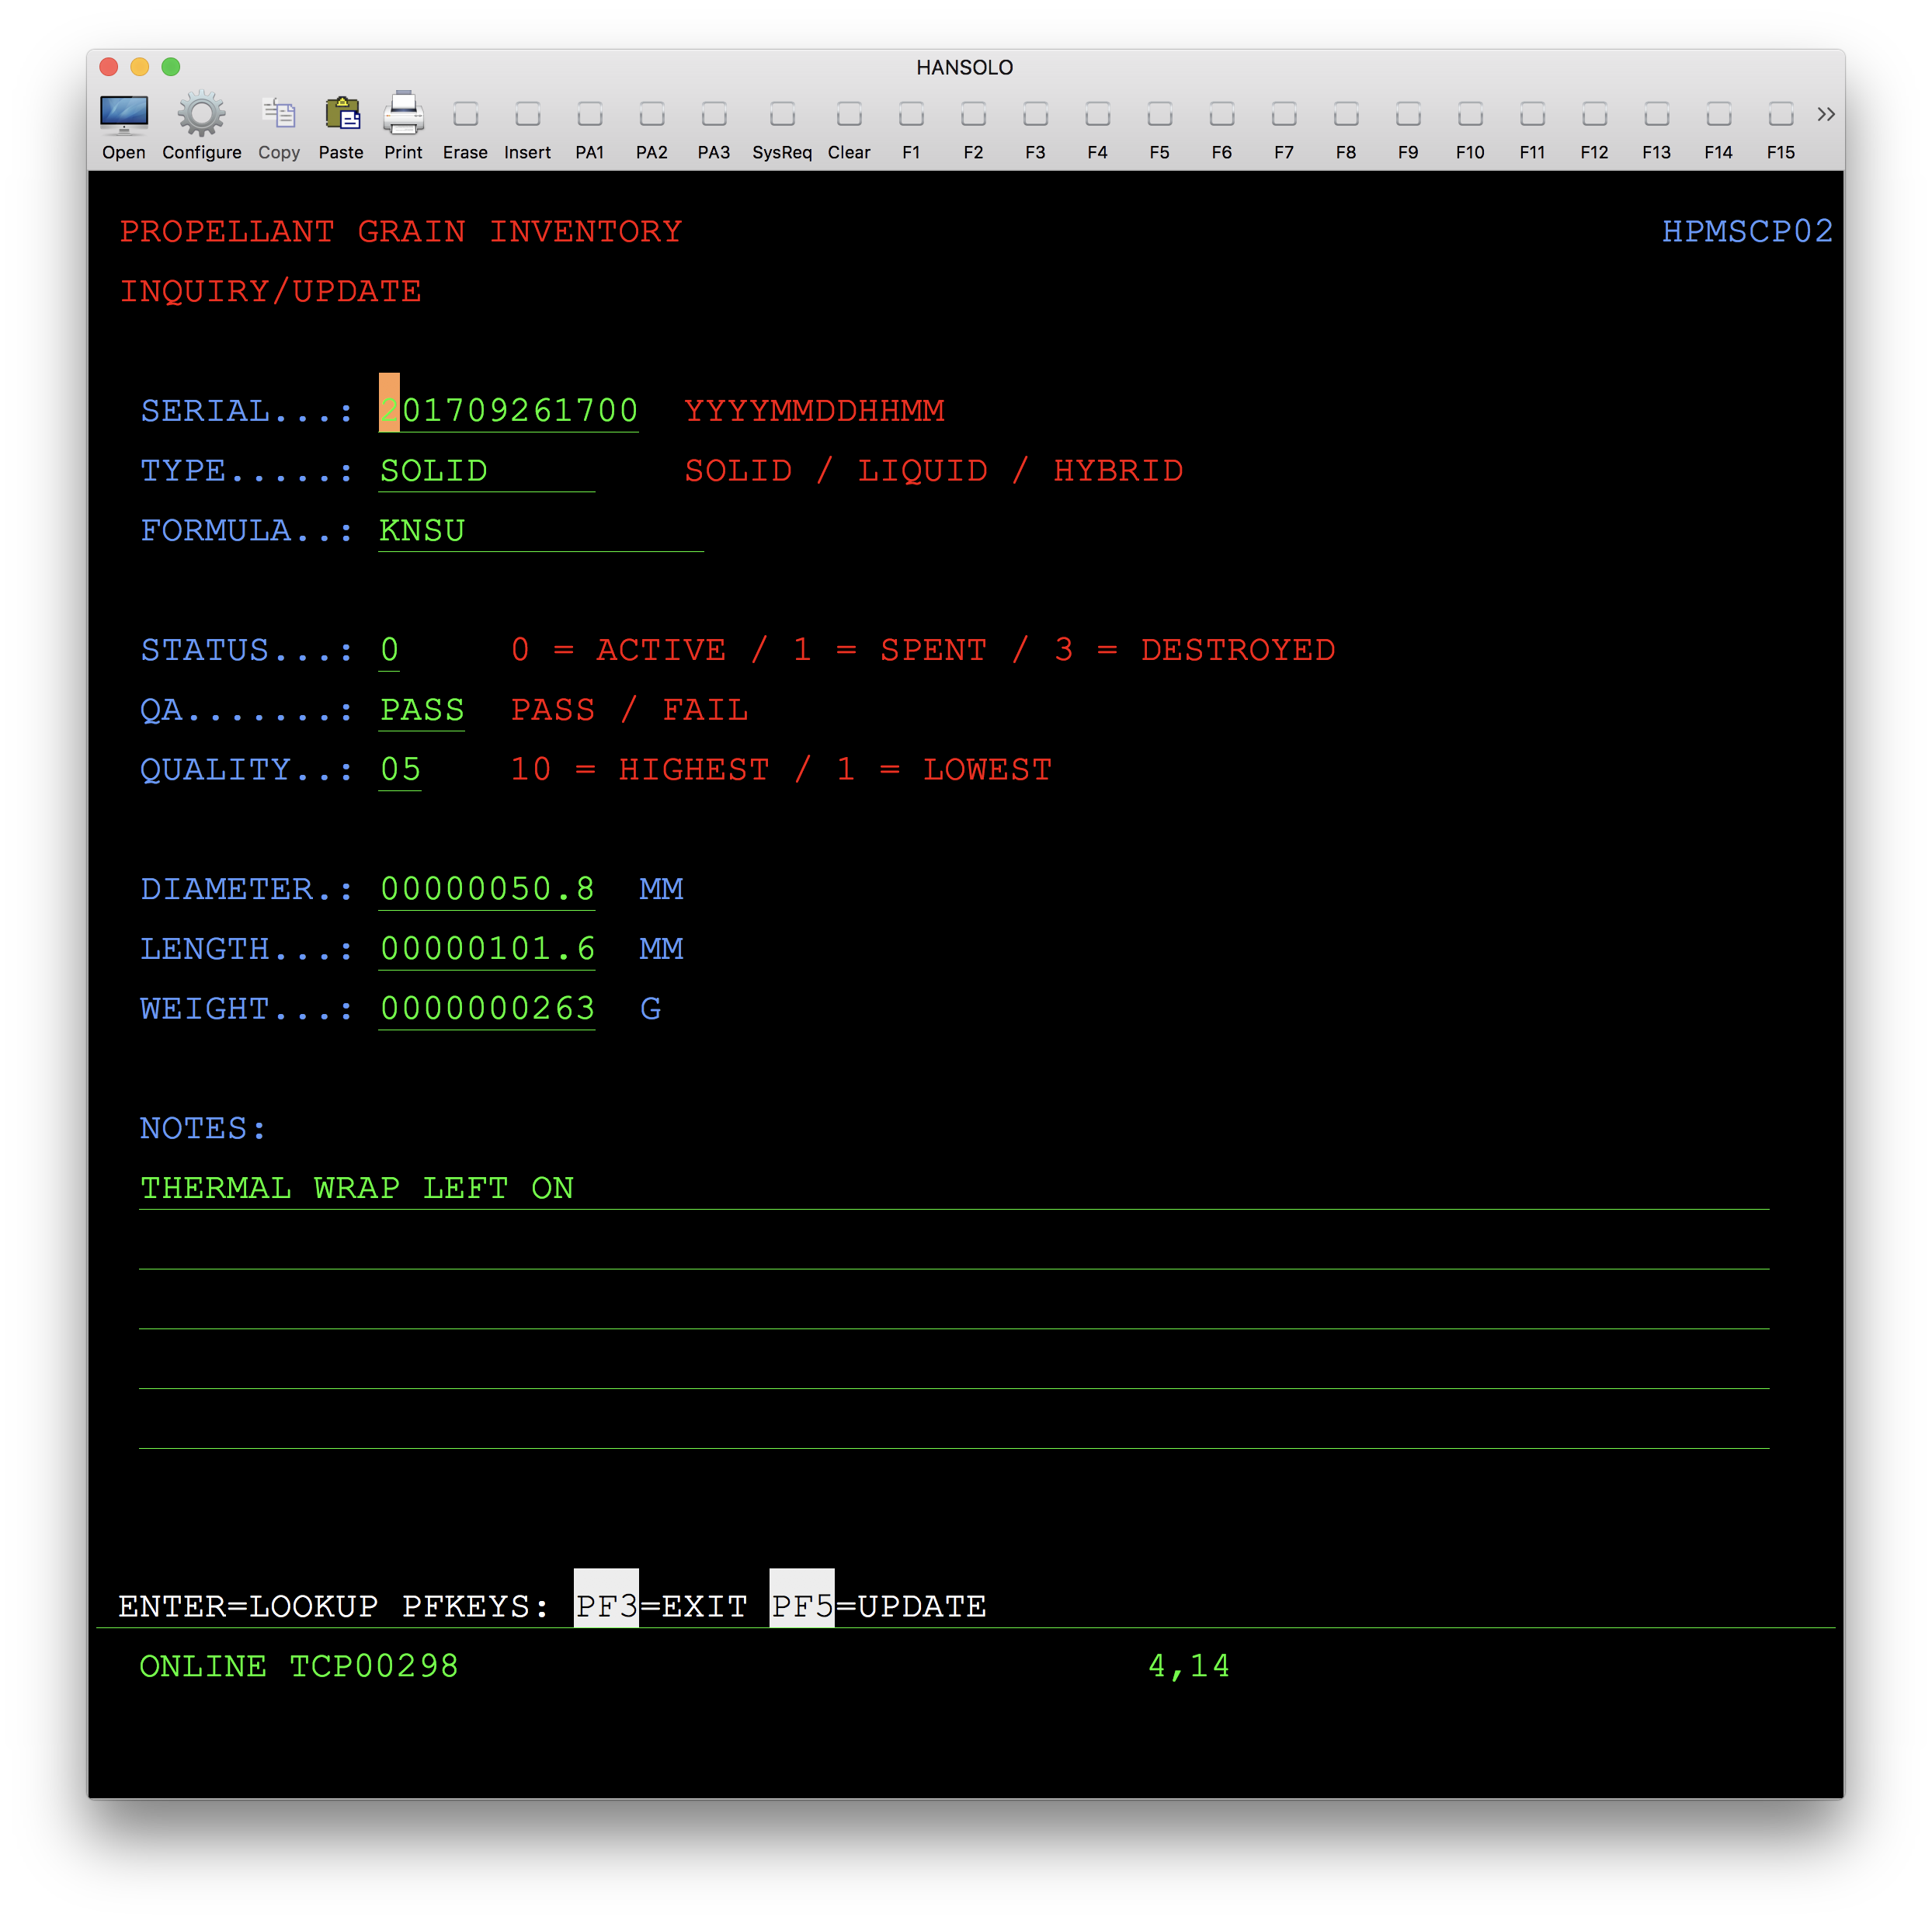 HANSOLO
Open Configure Copy Paste Print Erase Insert PA1 PA2 PA3 SysReq Clear F1 F2 F3 F4 F5 F6 F7 F8 F9 F10 F11 F12 F13 F14 F15
PROPELLANT GRAIN INVENTORY HPMSCP02
INQUIRY/UPDATE
SERIAL...: 201709261700 YYYYMMDDHHMM
TYPE.....: SOLID SOLID / LIQUID / HYBRID
FORMULA..: KNSU
STATUS...: 0 0 = ACTIVE / 1 = SPENT / 3 = DESTROYED
QA.......: PASS PASS / FAIL
QUALITY..: 05 10 = HIGHEST / 1 = LOWEST
DIAMETER.: 00000050.8 MM
LENGTH...: 00000101.6 MM
WEIGHT...: 0000000263 G
NOTES:
THERMAL WRAP LEFT ON
ENTER=LOOKUP PFKEYS: PF3=EXIT PF5=UPDATE
ONLINE TCP00298 4,14